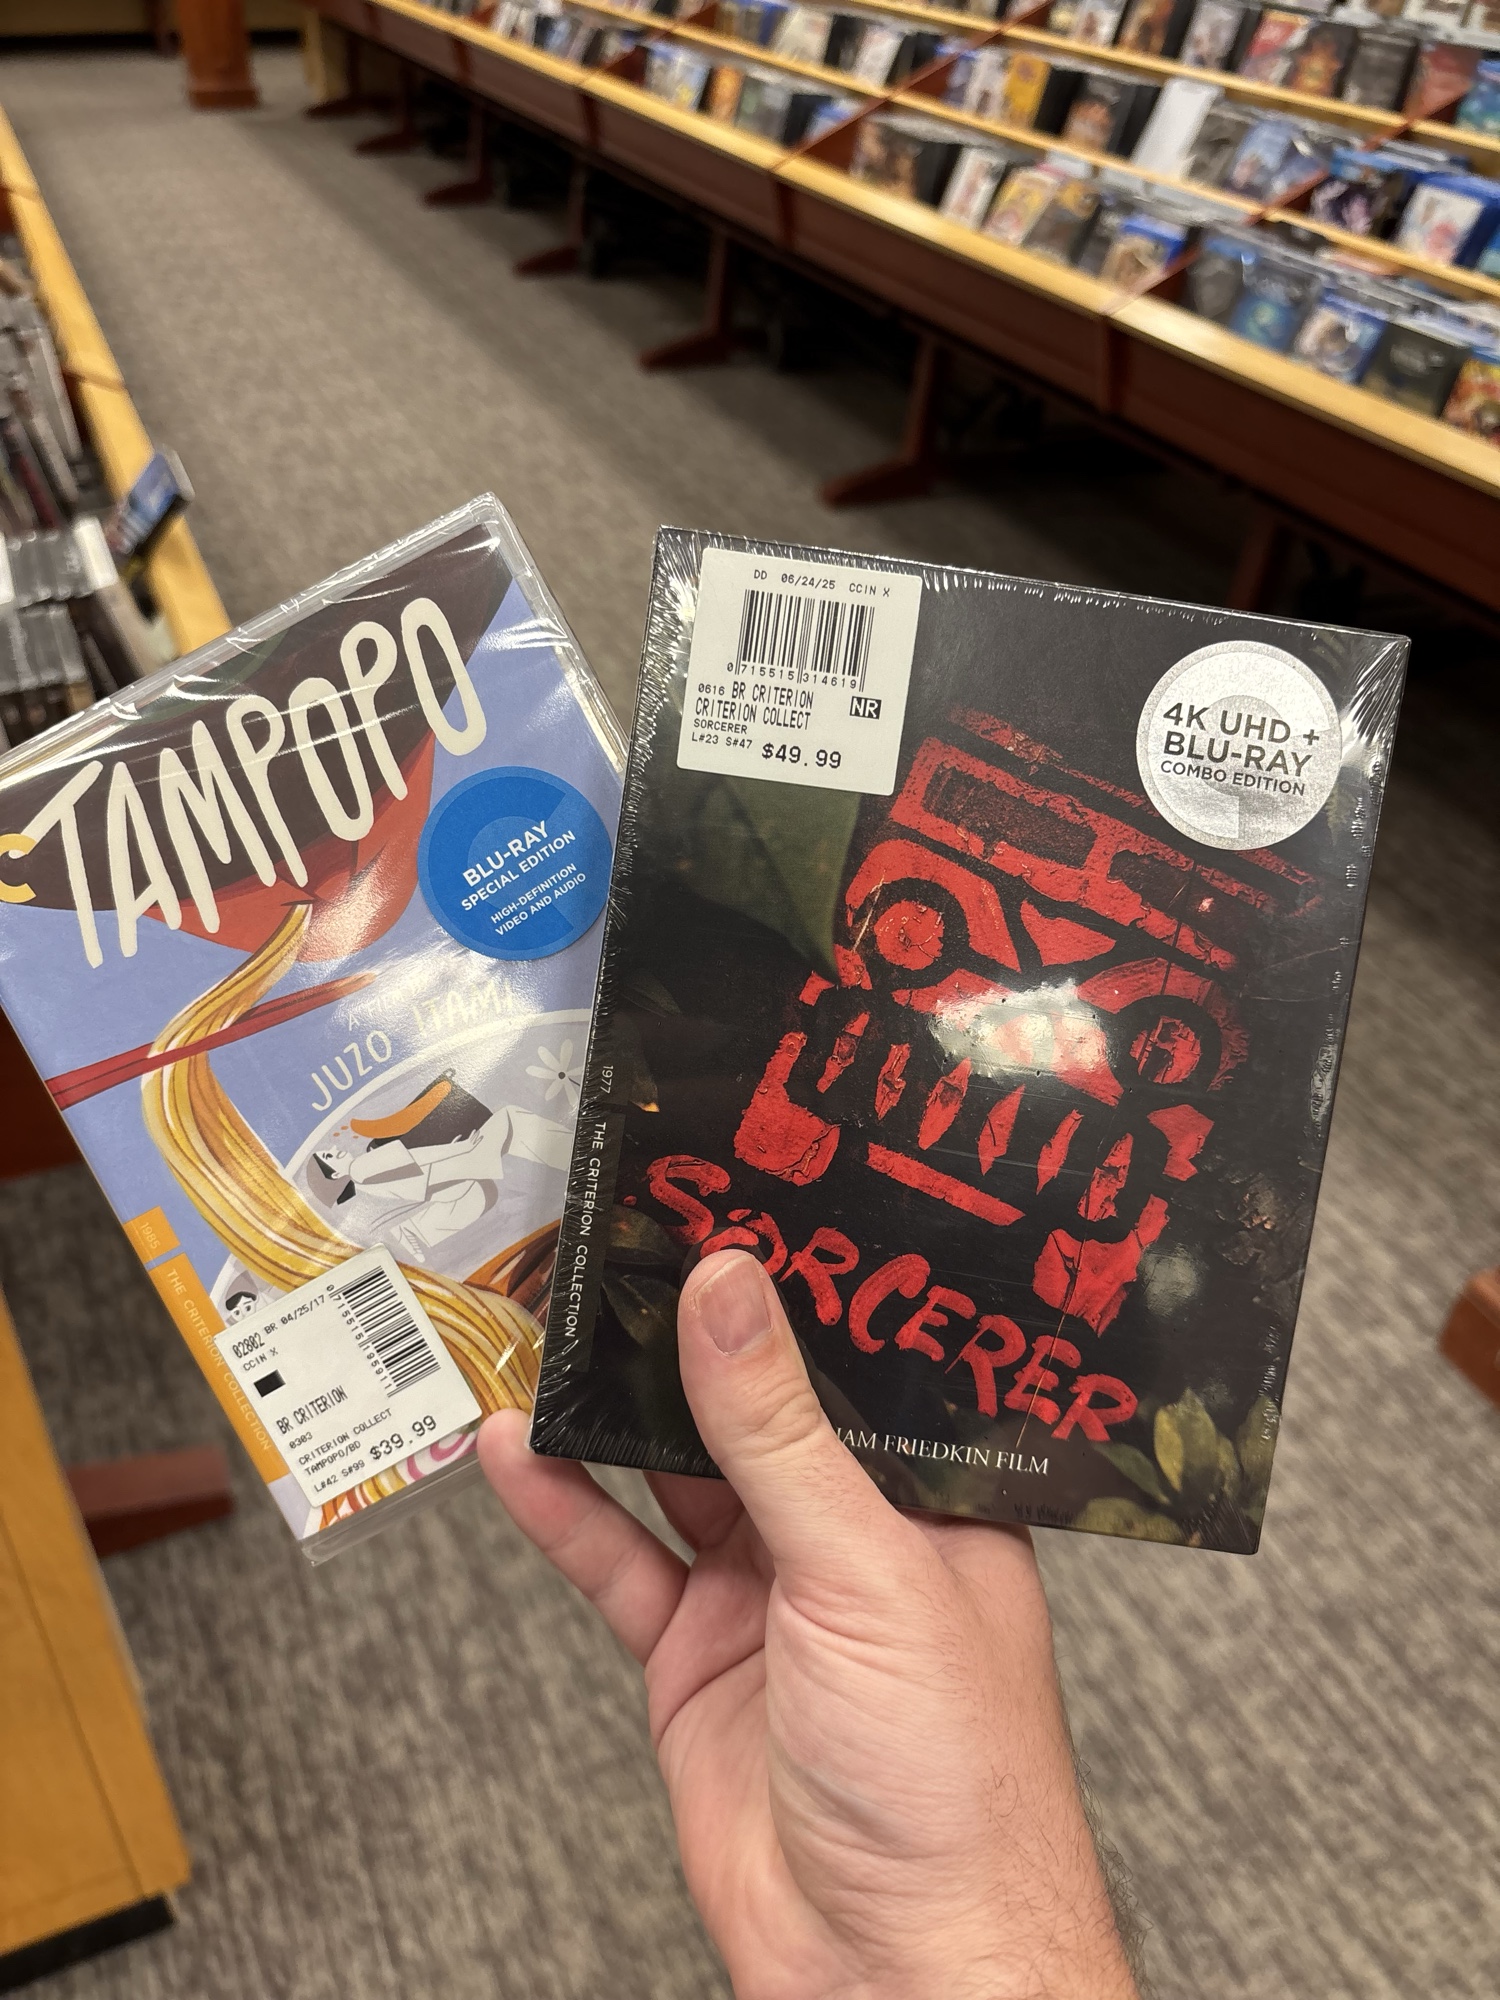 TAMPOPO
BLU-RAY
SPECIAL EDITION
HIGH-DEFINITION
VIDEO AND AUDIO
JUZO ITAMI
1985
THE CRITERION COLLECTION
02802 BR 04/25/17
CCIN X
BR CRITERION
0303
CRITERION COLLECT
TAMPOPO/BD
L#42 S#99 $39.99
DD 06/24/25 CCIN X
0 715515 314619
0616 BR CRITERION
CRITERION COLLECT NR
SORCERER
L#23 S#47 $49.99
4K UHD +
BLU-RAY
COMBO EDITION
1977
THE CRITERION COLLECTION
SORCERER
IAM FRIEDKIN FILM